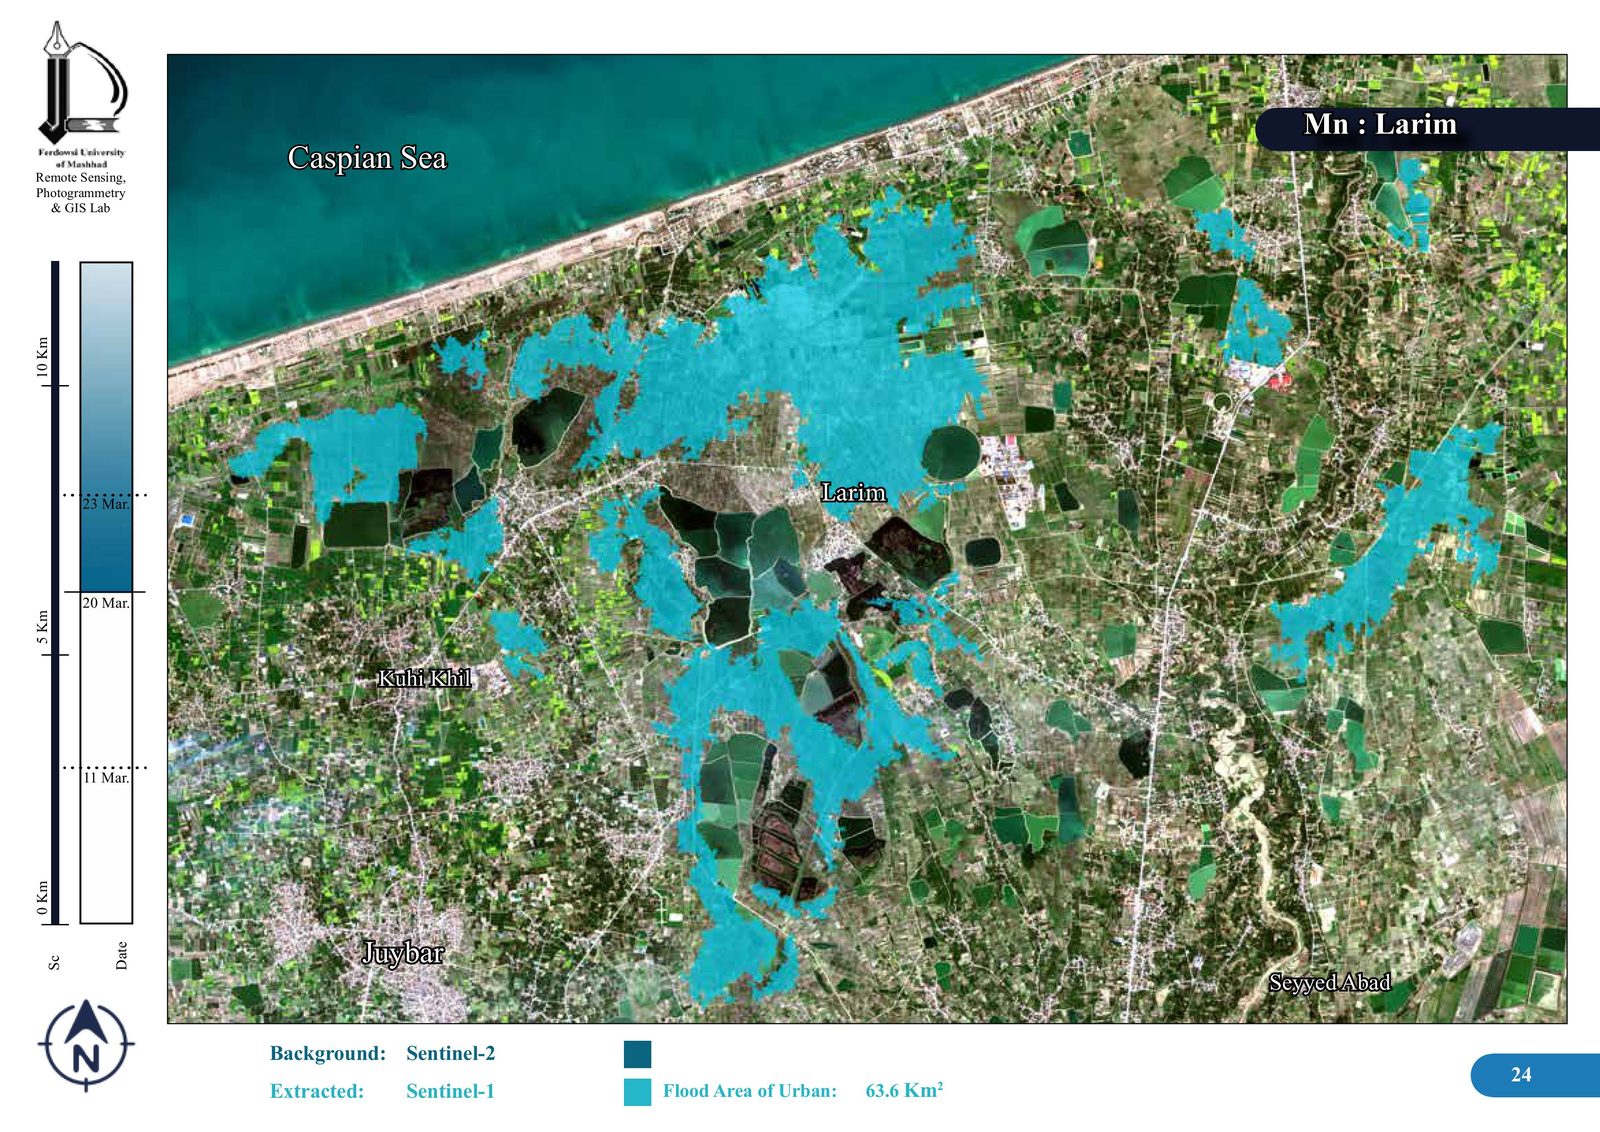 Ferdowsi University
of Mashhad
Remote Sensing,
Photogrammetry
& GIS Lab
Mn : Larim
Caspian Sea
Larim
Kuhi Khil
Juybar
Seyyed Abad
10 Km
5 Km
0 Km
Sc
23 Mar.
20 Mar.
11 Mar.
Date
N
Background: Sentinel-2
Extracted: Sentinel-1
Flood Area of Urban: 63.6 Km²
24